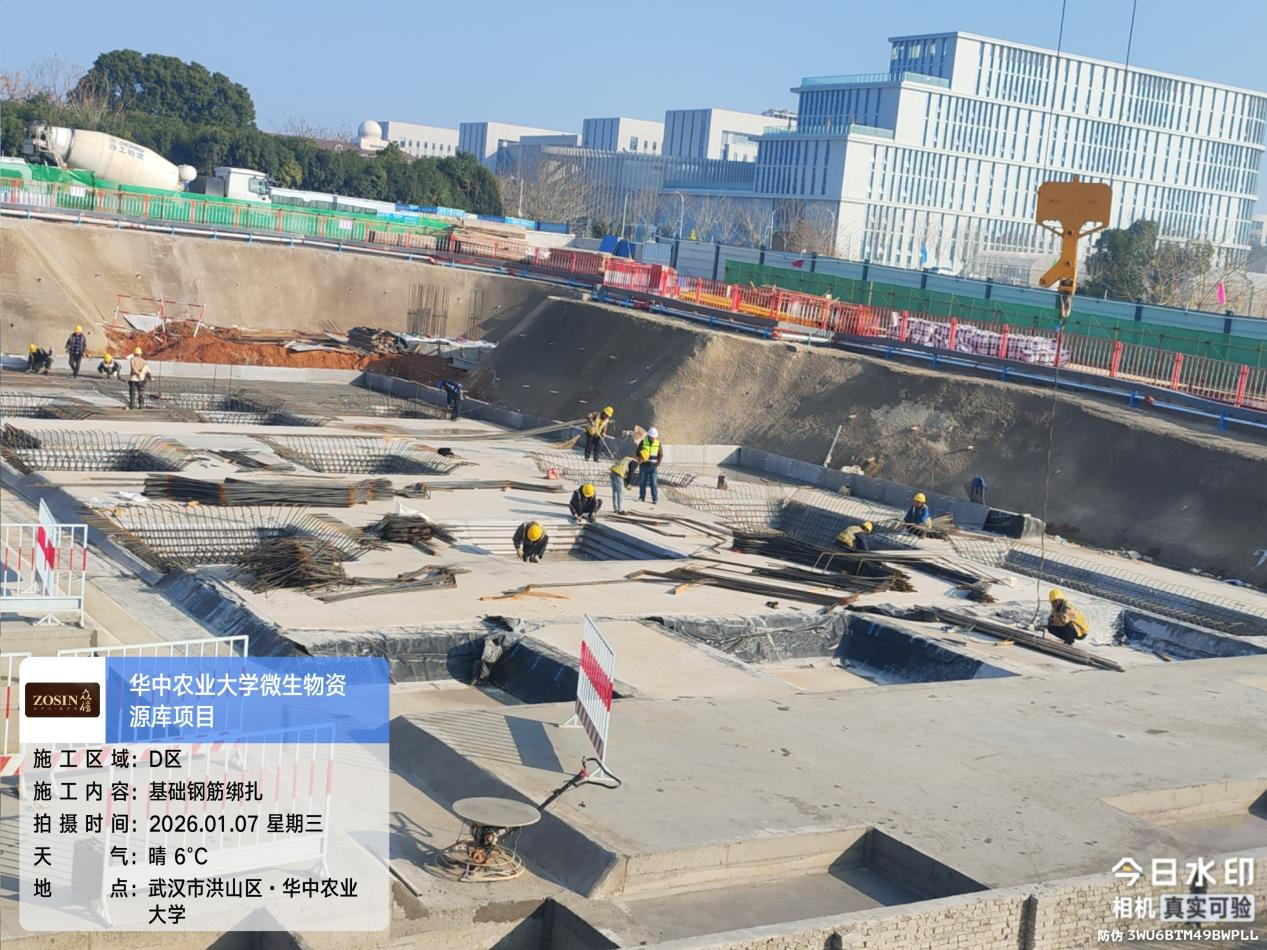 ZOSIN 众信
华中农业大学微生物资
源库项目
施工区域：D区
施工内容：基础钢筋绑扎
拍摄时间：2026.01.07 星期三
天气：晴 6℃
地点：武汉市洪山区·华中农业
大学
今日水印
相机 真实可验
防伪 3WU6BTM49BWPLL